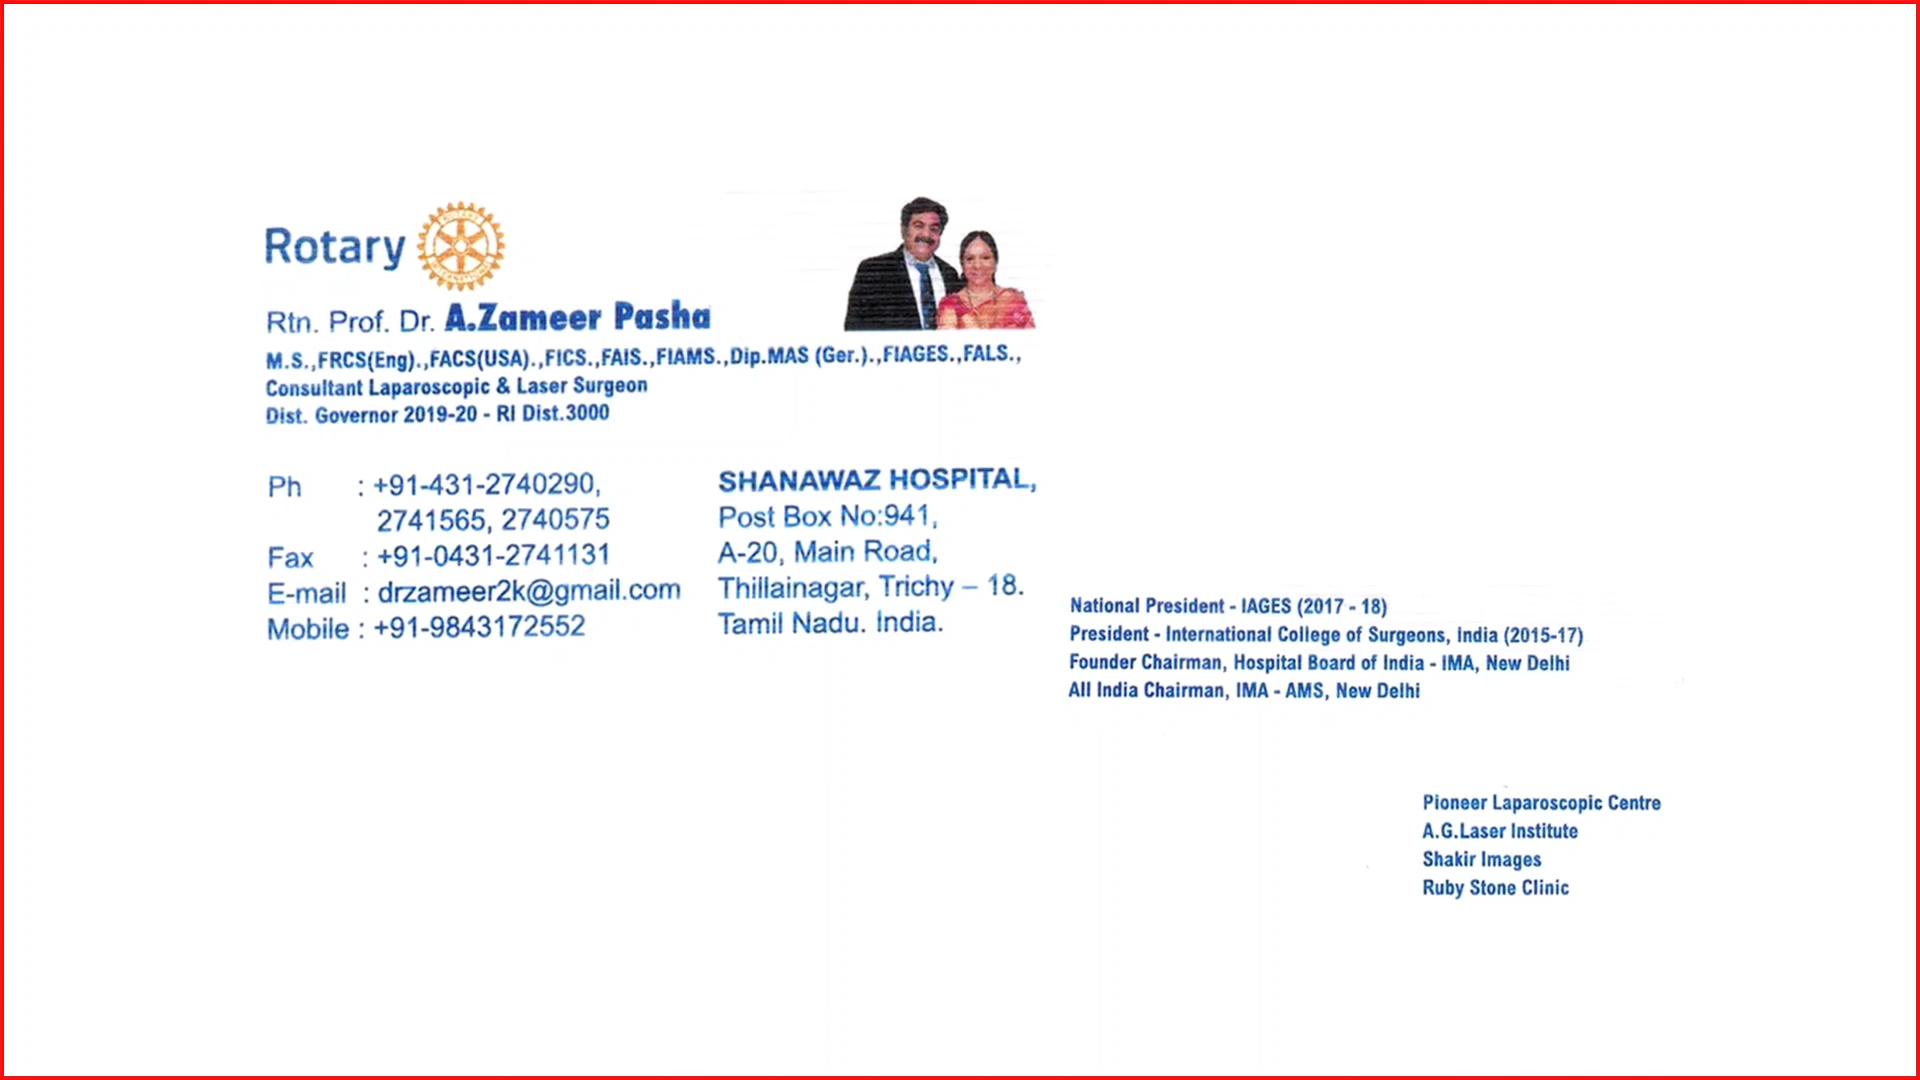 Rotary
ROTARY INTERNATIONAL
Rtn. Prof. Dr. A.Zameer Pasha
M.S.,FRCS(Eng).,FACS(USA).,FICS.,FAIS.,FIAMS.,Dip.MAS (Ger.).,FIAGES.,FALS.,
Consultant Laparoscopic & Laser Surgeon
Dist. Governor 2019-20 - RI Dist.3000
Ph : +91-431-2740290,
2741565, 2740575
Fax : +91-0431-2741131
E-mail : drzameer2k@gmail.com
Mobile : +91-9843172552
SHANAWAZ HOSPITAL,
Post Box No:941,
A-20, Main Road,
Thillainagar, Trichy – 18.
Tamil Nadu. India.
National President - IAGES (2017 - 18)
President - International College of Surgeons, India (2015-17)
Founder Chairman, Hospital Board of India - IMA, New Delhi
All India Chairman, IMA - AMS, New Delhi
Pioneer Laparoscopic Centre
A.G.Laser Institute
Shakir Images
Ruby Stone Clinic